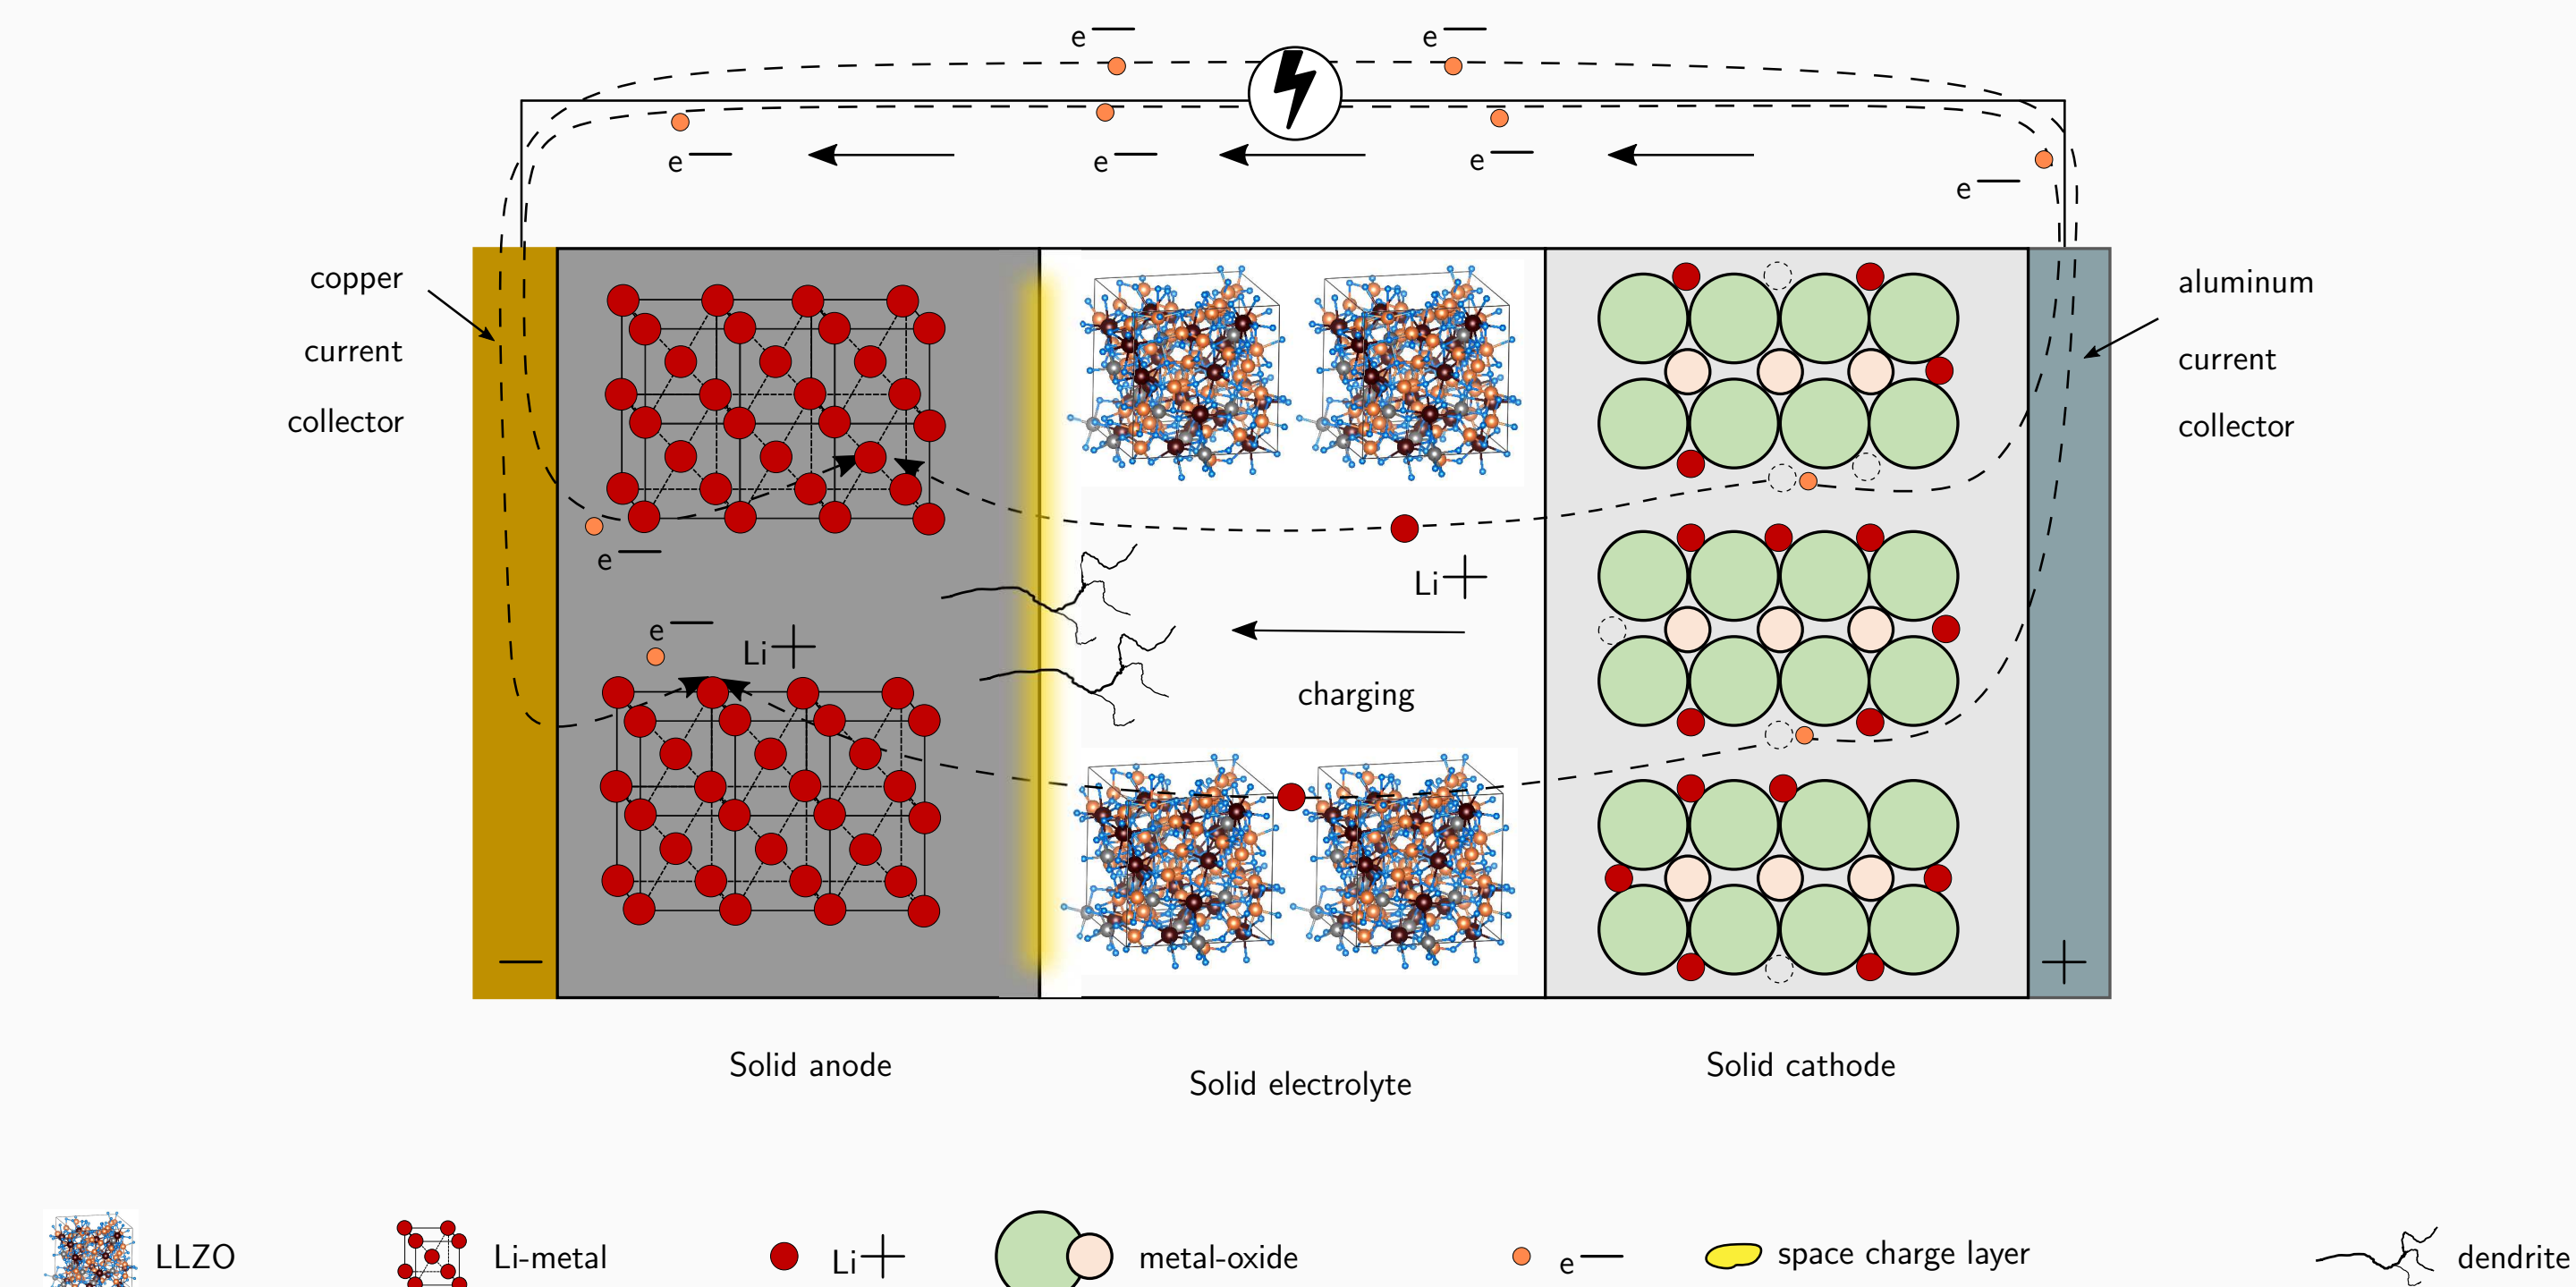 e— e—
e— e— e—
e—
copper
current
collector
aluminum
current
collector
e—
Li+
e—
Li+
charging
— +
Solid anode
Solid electrolyte
Solid cathode
LLZO
Li-metal
Li+
metal-oxide
e—
space charge layer
dendrite